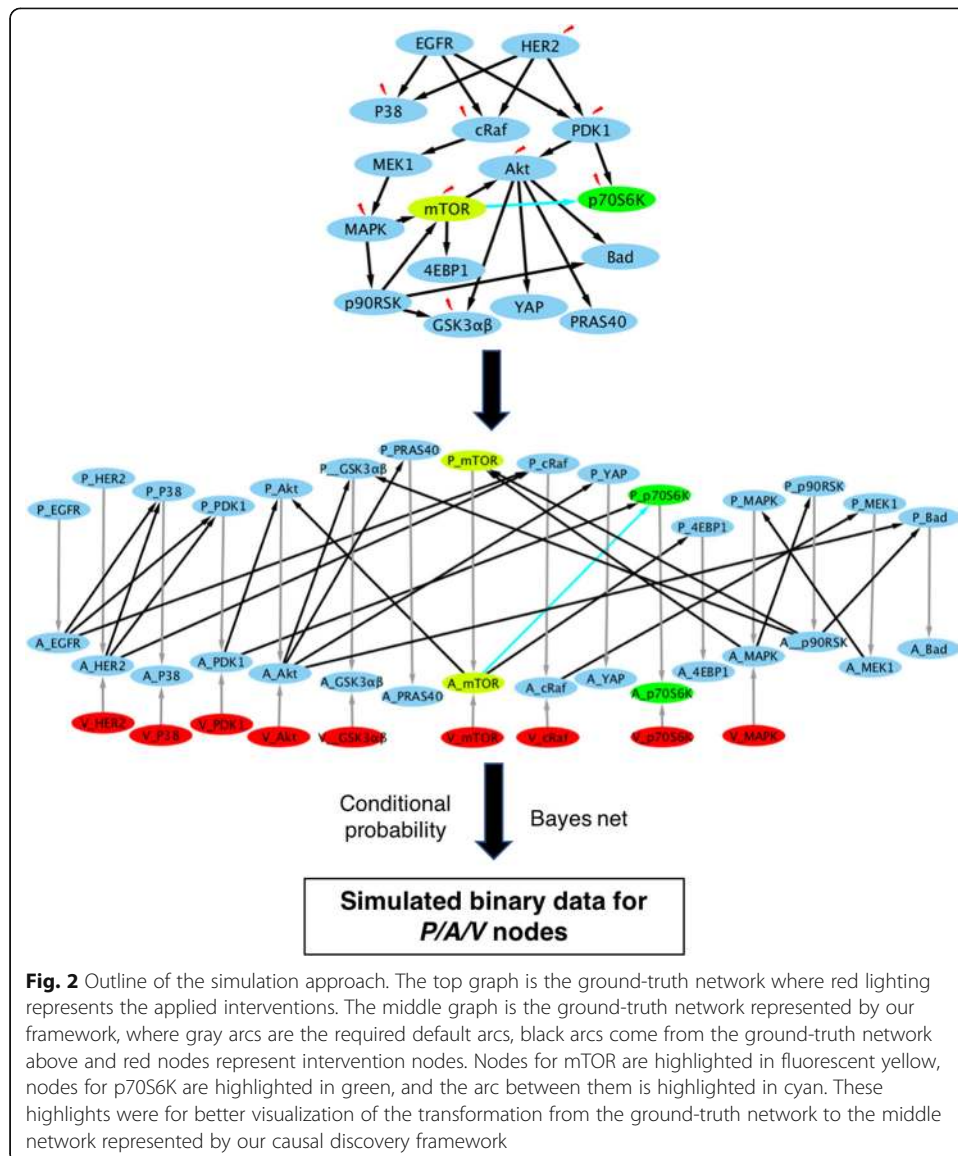 EGFR
HER2
P38
cRaf
PDK1
MEK1
Akt
mTOR
p70S6K
MAPK
4EBP1
Bad
p90RSK
GSK3αβ
YAP
PRAS40
P_HER2
P_EGFR
P_P38
P_PDK1
P_Akt
P__GSK3αβ
P_PRAS40
P_mTOR
P_cRaf
P_YAP
P_p70S6K
P_4EBP1
P_MAPK
P_p90RSK
P_MEK1
P_Bad
A_EGFR
A_HER2
A_P38
A_PDK1
A_Akt
A_GSK3αβ
A_PRAS40
A_mTOR
A_cRaf
A_YAP
A_p70S6K
A_4EBP1
A_MAPK
A__p90RSK
A_MEK1
A_Bad
V_HER2
V_P38
V_PDK1
V_Akt
V__GSK3αβ
V_mTOR
V_cRaf
V_p70S6K
V_MAPK
Conditional
probability
Bayes net
Simulated binary data for
P/A/V nodes
Fig. 2 Outline of the simulation approach. The top graph is the ground-truth network where red lighting
represents the applied interventions. The middle graph is the ground-truth network represented by our
framework, where gray arcs are the required default arcs, black arcs come from the ground-truth network
above and red nodes represent intervention nodes. Nodes for mTOR are highlighted in fluorescent yellow,
nodes for p70S6K are highlighted in green, and the arc between them is highlighted in cyan. These
highlights were for better visualization of the transformation from the ground-truth network to the middle
network represented by our causal discovery framework